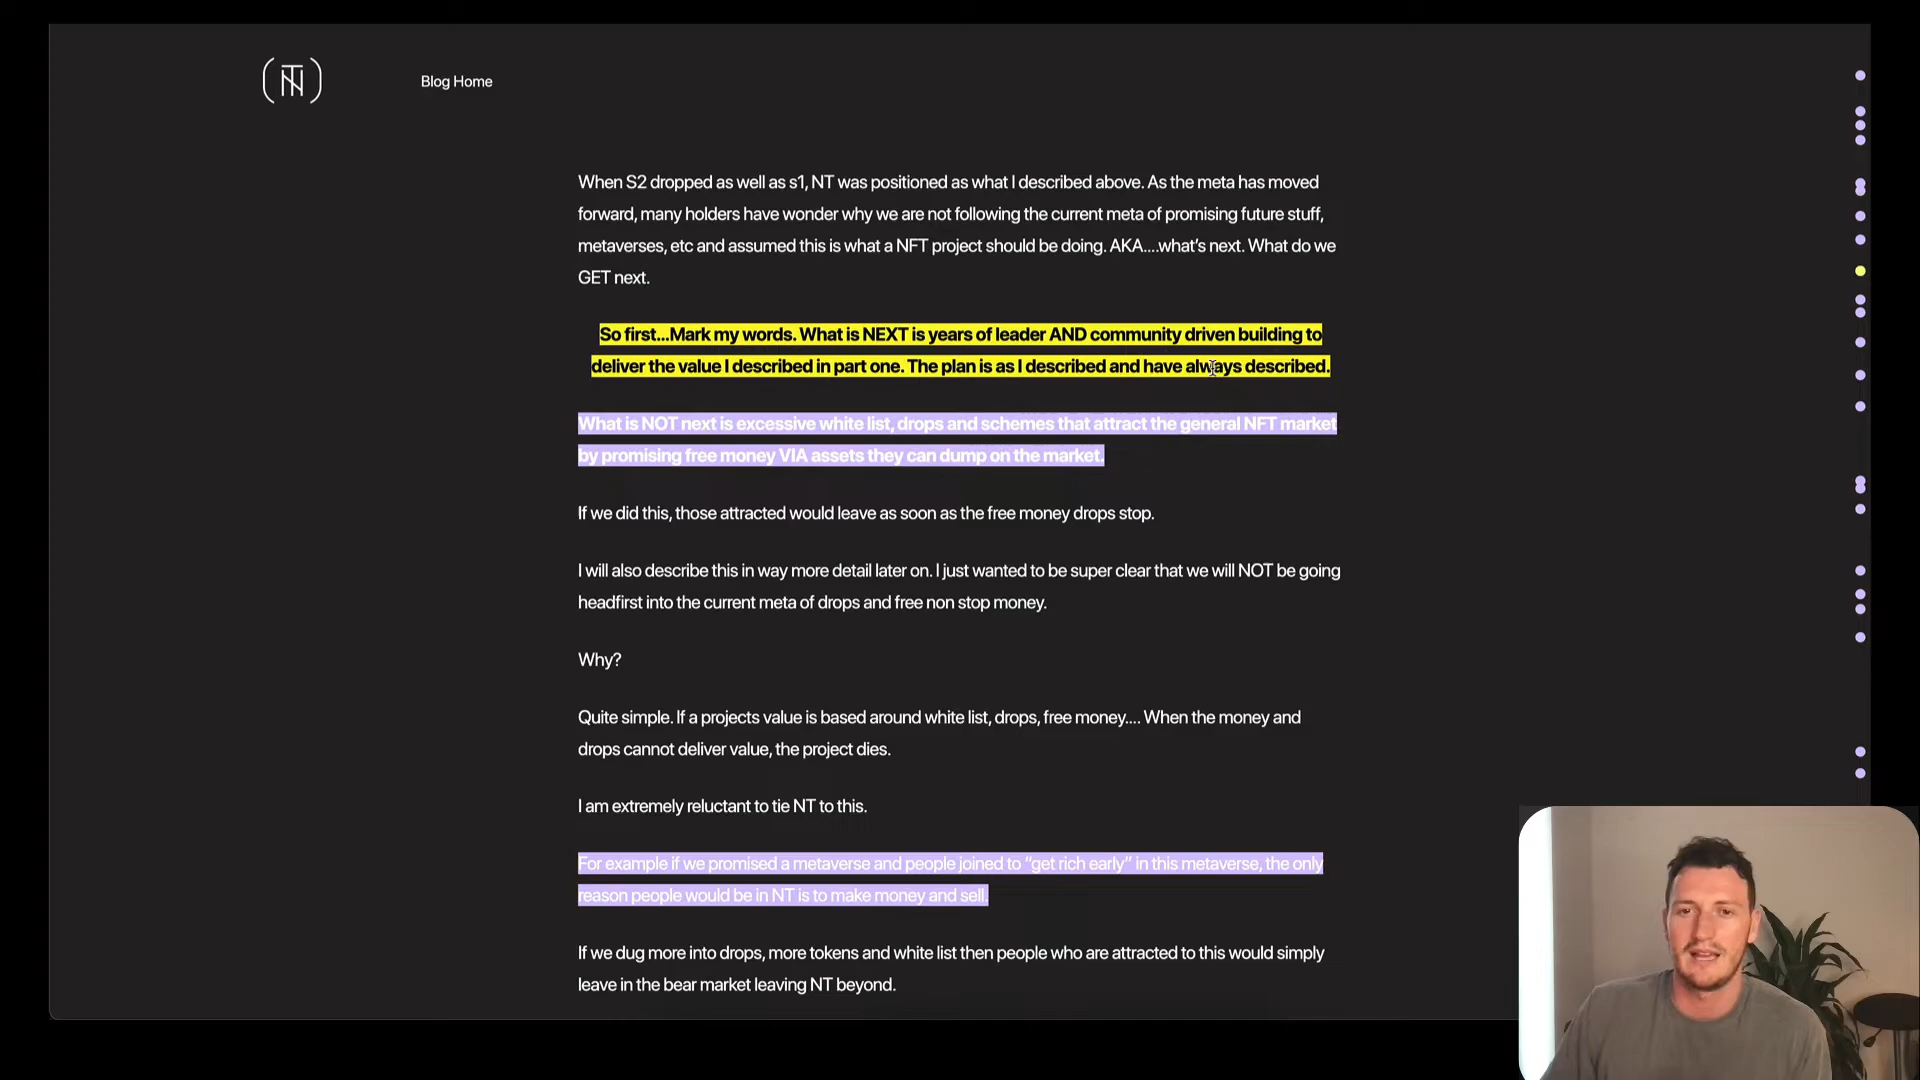 Blog Home
When S2 dropped as well as s1, NT was positioned as what I described above. As the meta has moved
forward, many holders have wonder why we are not following the current meta of promising future stuff,
metaverses, etc and assumed this is what a NFT project should be doing. AKA....what's next. What do we
GET next.
So first...Mark my words. What is NEXT is years of leader AND community driven building to
deliver the value I described in part one. The plan is as I described and have always described.
What is NOT next is excessive white list, drops and schemes that attract the general NFT market
by promising free money VIA assets they can dump on the market.
If we did this, those attracted would leave as soon as the free money drops stop.
I will also describe this in way more detail later on. I just wanted to be super clear that we will NOT be going
headfirst into the current meta of drops and free non stop money.
Why?
Quite simple. If a projects value is based around white list, drops, free money.... When the money and
drops cannot deliver value, the project dies.
I am extremely reluctant to tie NT to this.
For example if we promised a metaverse and people joined to “get rich early” in this metaverse, the only
reason people would be in NT is to make money and sell.
If we dug more into drops, more tokens and white list then people who are attracted to this would simply
leave in the bear market leaving NT beyond.